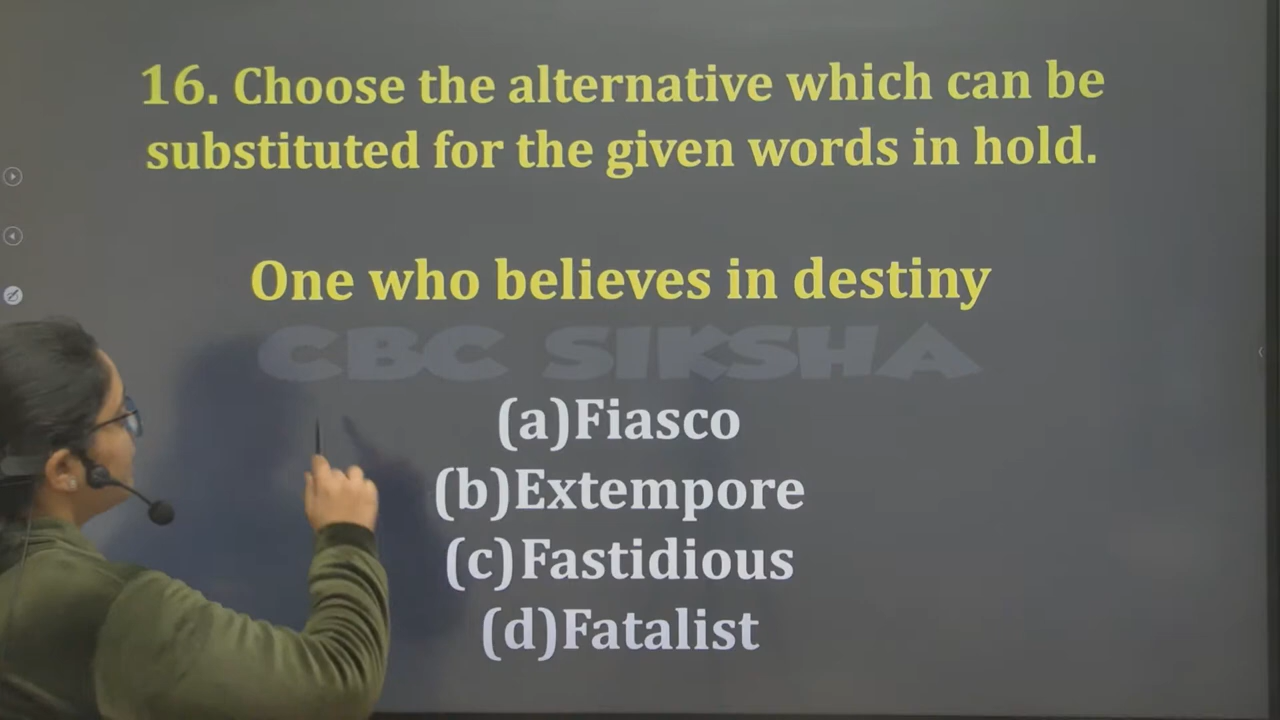 16. Choose the alternative which can be
substituted for the given words in hold.
One who believes in destiny
CBC SIKSHA
(a)Fiasco
(b)Extempore
(c)Fastidious
(d)Fatalist